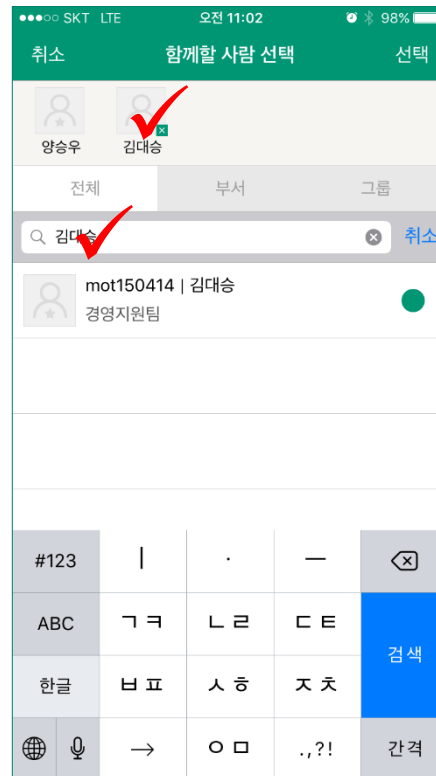 SKT LTE 오전 11:02 98%
취소 함께할 사람 선택 선택
양승우 김대승
전체 부서 그룹
김대승 취소
mot150414 | 김대승
경영지원팀
#123 ㅣ · ㅡ
ABC ㄱㅋ ㄴㄹ ㄷㅌ
검색
한글 ㅂㅍ ㅅㅎ ㅈㅊ
→ ㅇㅁ .,?! 간격